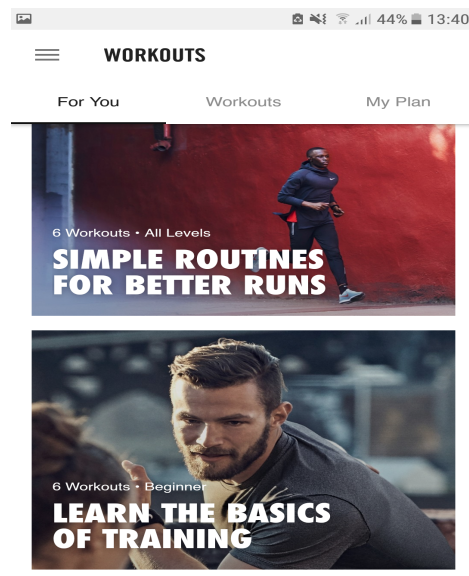 44% 13:40
WORKOUTS
For You Workouts My Plan
6 Workouts • All Levels
SIMPLE ROUTINES
FOR BETTER RUNS
6 Workouts • Beginner
LEARN THE BASICS
OF TRAINING